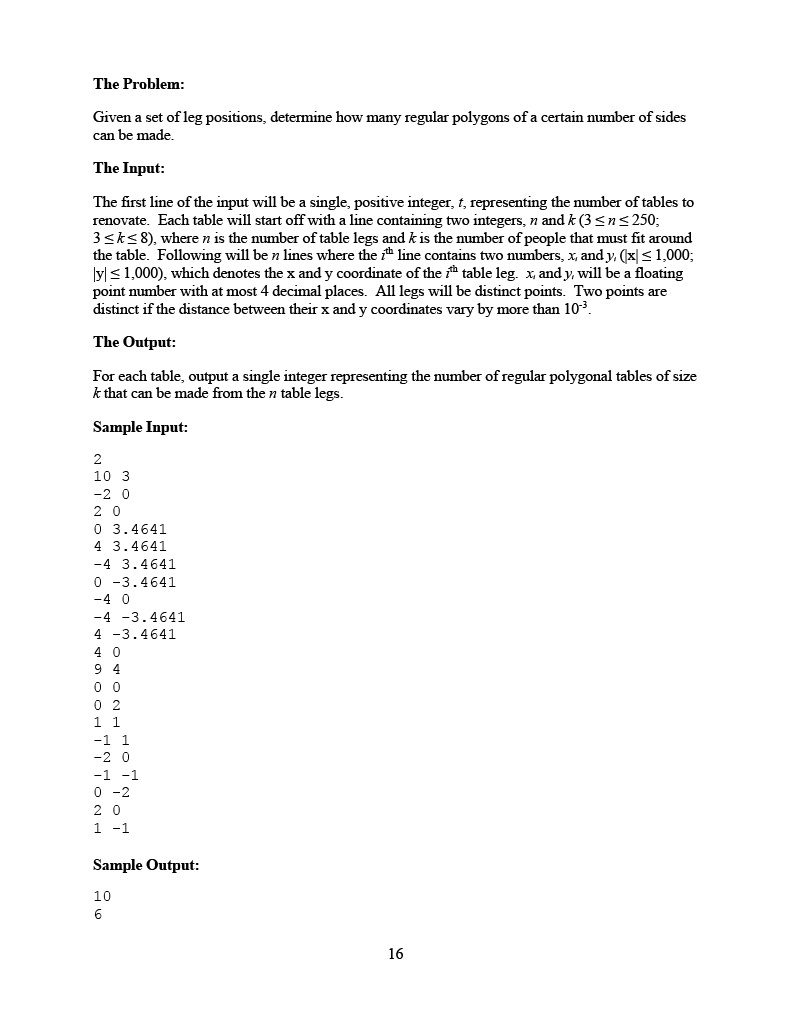 The Problem:
Given a set of leg positions, determine how many regular polygons of a certain number of sides
can be made.
The Input:
The first line of the input will be a single, positive integer, t, representing the number of tables to
renovate. Each table will start off with a line containing two integers, n and k (3 ≤ n ≤ 250;
3 ≤ k ≤ 8), where n is the number of table legs and k is the number of people that must fit around
the table. Following will be n lines where the iᵗʰ line contains two numbers, xᵢ and yᵢ (|x| ≤ 1,000;
|y| ≤ 1,000), which denotes the x and y coordinate of the iᵗʰ table leg. xᵢ and yᵢ will be a floating
point number with at most 4 decimal places. All legs will be distinct points. Two points are
distinct if the distance between their x and y coordinates vary by more than 10⁻³.
The Output:
For each table, output a single integer representing the number of regular polygonal tables of size
k that can be made from the n table legs.
Sample Input:
2
10 3
-2 0
2 0
0 3.4641
4 3.4641
-4 3.4641
0 -3.4641
-4 0
-4 -3.4641
4 -3.4641
4 0
9 4
0 0
0 2
1 1
-1 1
-2 0
-1 -1
0 -2
2 0
1 -1
Sample Output:
10
6
16